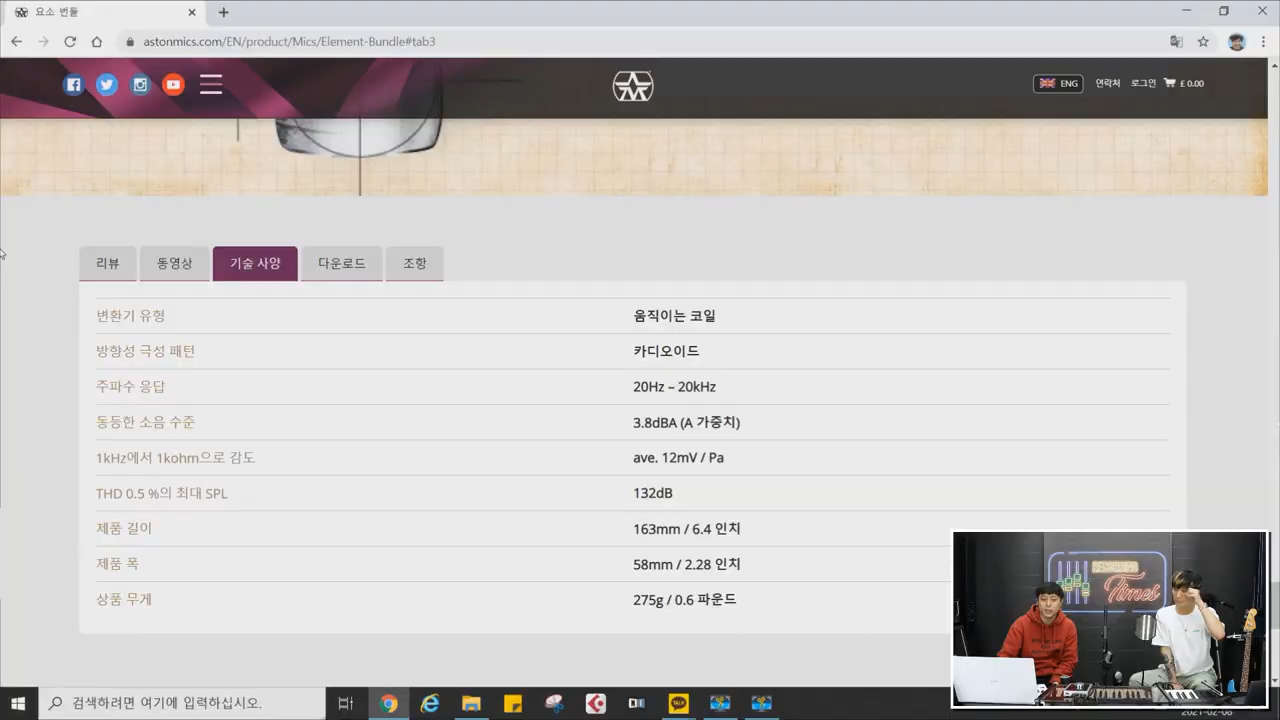 요소 번들
astonmics.com/EN/product/Mics/Element-Bundle#tab3
ENG 연락처 로그인 £ 0.00
리뷰 동영상 기술 사양 다운로드 조항
변환기 유형 움직이는 코일
방향성 극성 패턴 카디오이드
주파수 응답 20Hz – 20kHz
동등한 소음 수준 3.8dBA (A 가중치)
1kHz에서 1kohm으로 감도 ave. 12mV / Pa
THD 0.5 %의 최대 SPL 132dB
제품 길이 163mm / 6.4 인치
제품 폭 58mm / 2.28 인치
상품 무게 275g / 0.6 파운드
Times
검색하려면 여기에 입력하십시오.
TALK
2021-02-08